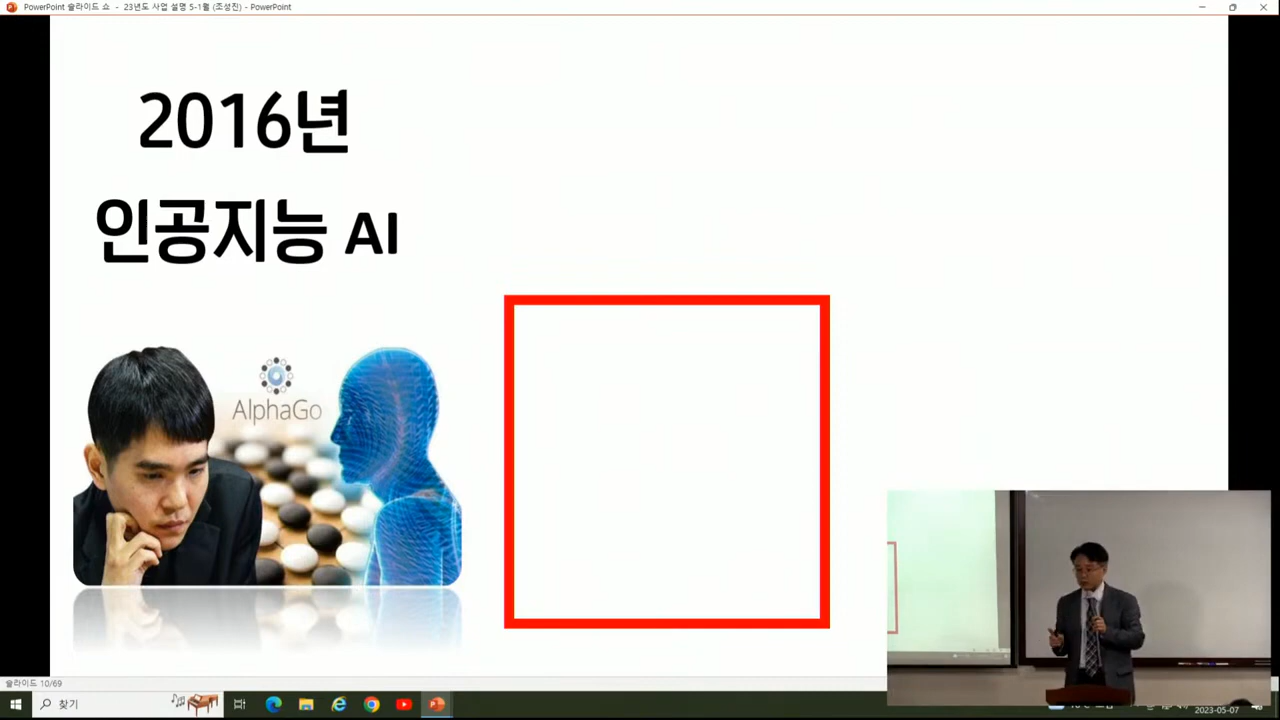 PowerPoint 슬라이드 쇼 - 23년도 사업 설명 5-1월 (조성진) - PowerPoint
2016년
인공지능 AI
AlphaGo
슬라이드 10/69
찾기
2023-05-07